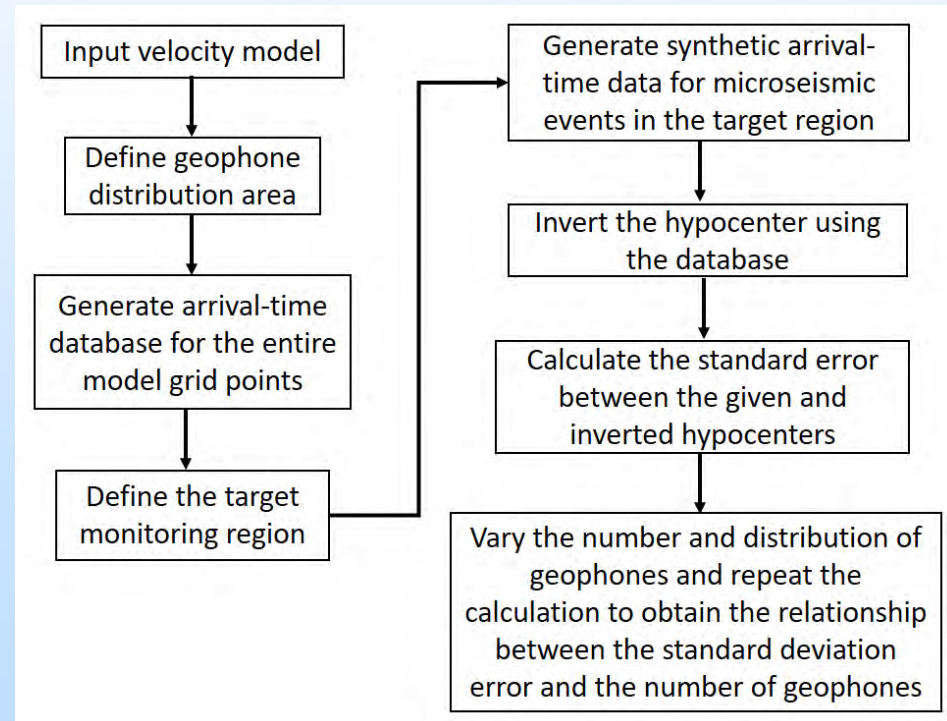 Input velocity model
Define geophone
distribution area
Generate arrival-time
database for the entire
model grid points
Define the target
monitoring region
Generate synthetic arrival-
time data for microseismic
events in the target region
Invert the hypocenter using
the database
Calculate the standard error
between the given and
inverted hypocenters
Vary the number and distribution of
geophones and repeat the
calculation to obtain the relationship
between the standard deviation
error and the number of geophones